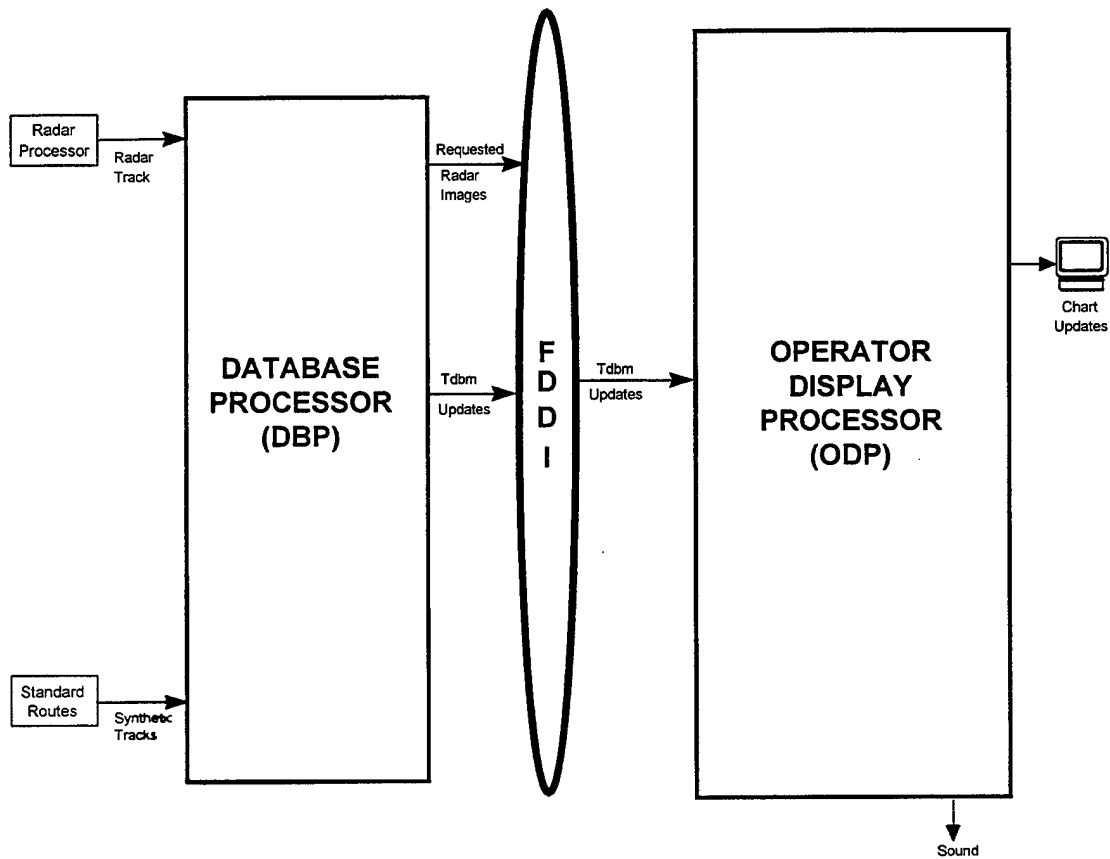 Radar
Processor
Radar
Track
Requested
Radar
Images
DATABASE
PROCESSOR
(DBP)
Tdbm
Updates
Standard
Routes
Synthetic
Tracks
F
D
D
I
Tdbm
Updates
OPERATOR
DISPLAY
PROCESSOR
(ODP)
Chart
Updates
Sound